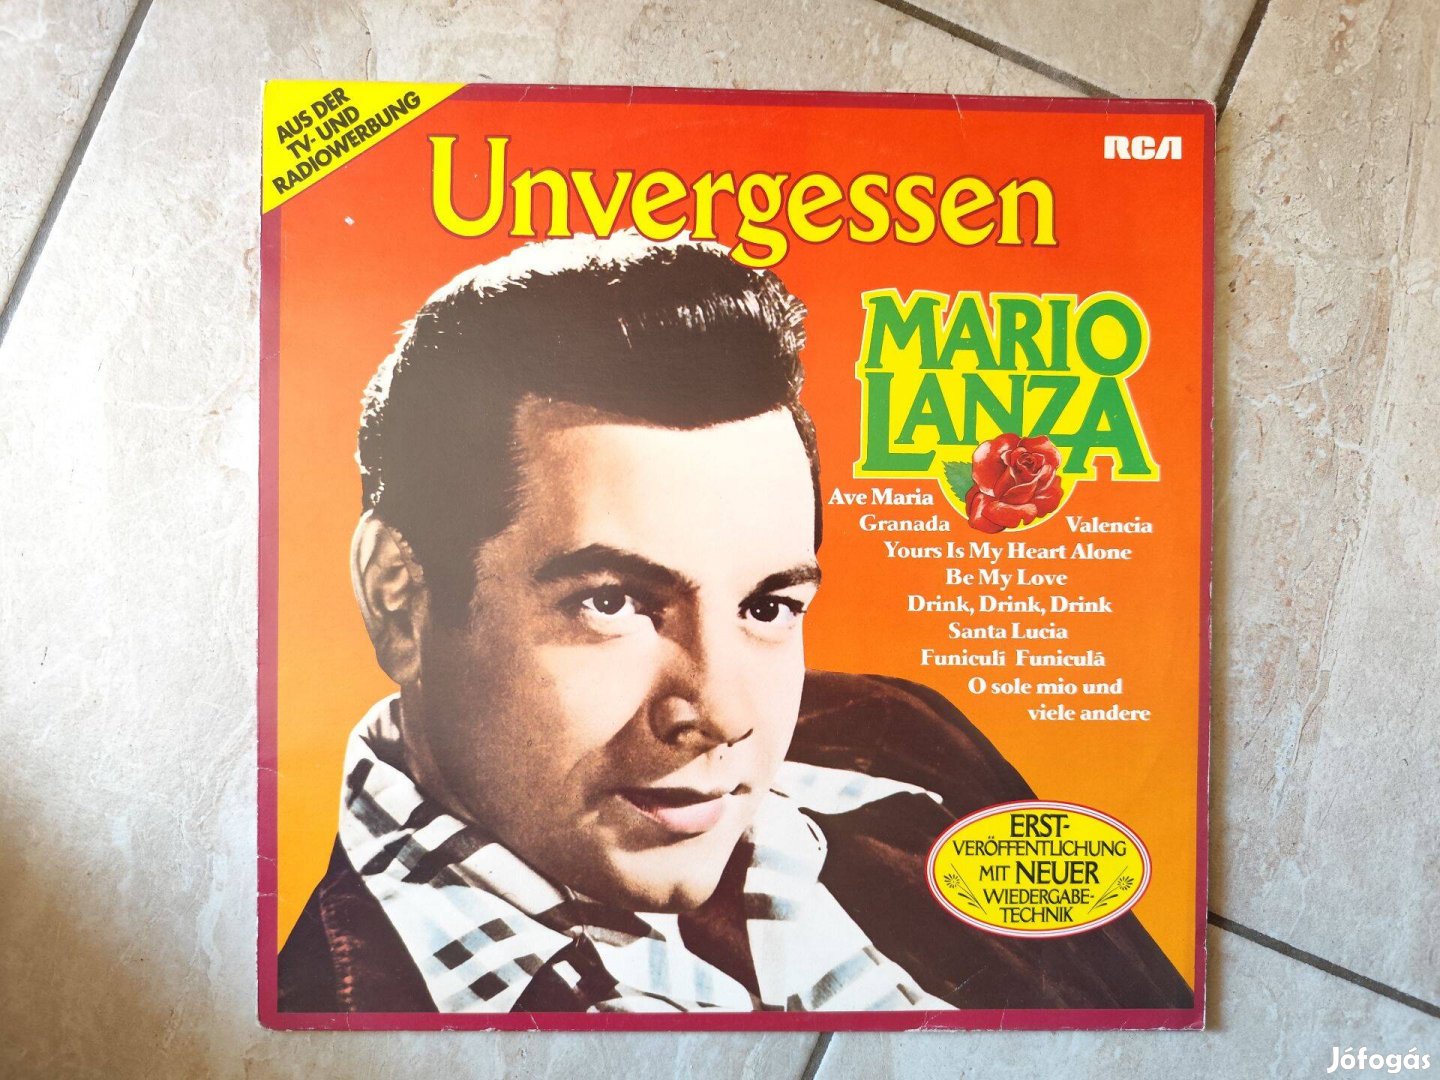 AUS DER
TV- UND
RADIOWERBUNG
RCA
Unvergessen
MARIO
LANZA
Ave Maria
Granada Valencia
Yours Is My Heart Alone
Be My Love
Drink, Drink, Drink
Santa Lucia
Funiculī Funiculā
O sole mio und
viele andere
ERST-
VERÖFFENTLICHUNG
MIT NEUER
WIEDERGABE-
TECHNIK
Jófogás